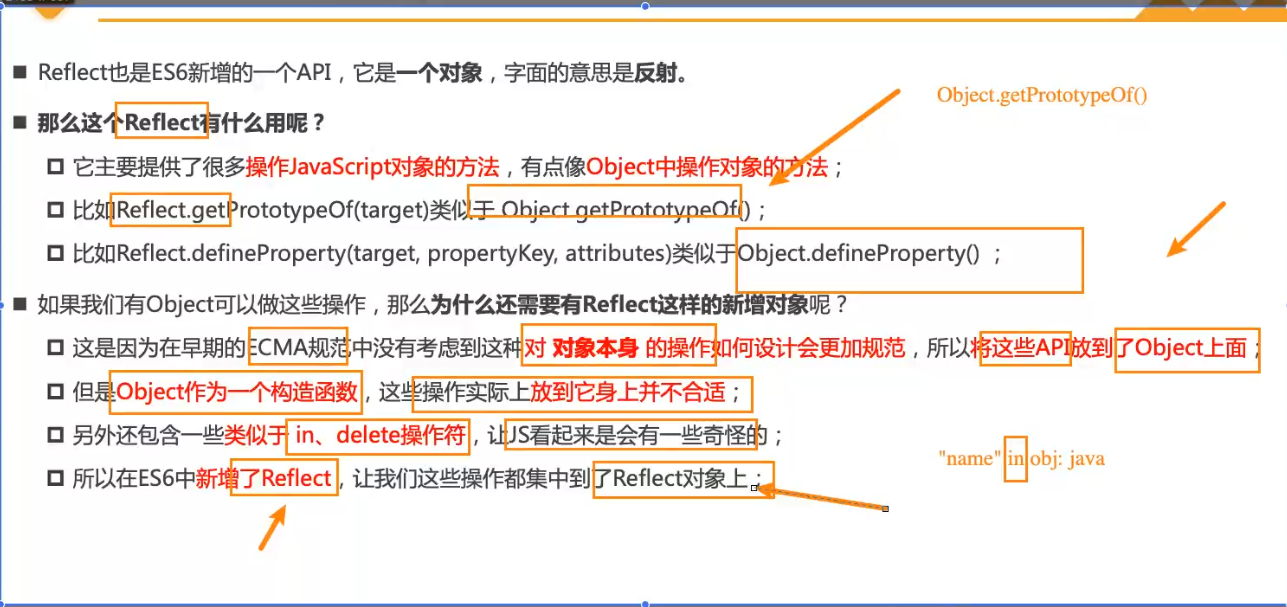 Reflect也是ES6新增的一个API，它是一个对象，字面的意思是反射。
Object.getPrototypeOf()
那么这个Reflect有什么用呢？
它主要提供了很多操作JavaScript对象的方法，有点像Object中操作对象的方法；
比如Reflect.getPrototypeOf(target)类似于 Object.getPrototypeOf()；
比如Reflect.defineProperty(target, propertyKey, attributes)类似于Object.defineProperty() ；
如果我们有Object可以做这些操作，那么为什么还需要有Reflect这样的新增对象呢？
这是因为在早期的ECMA规范中没有考虑到这种对 对象本身 的操作如何设计会更加规范，所以将这些API放到了Object上面；
但是Object作为一个构造函数，这些操作实际上放到它身上并不合适；
另外还包含一些类似于 in、delete操作符，让JS看起来是会有一些奇怪的；
"name" in obj: java
所以在ES6中新增了Reflect，让我们这些操作都集中到了Reflect对象上；